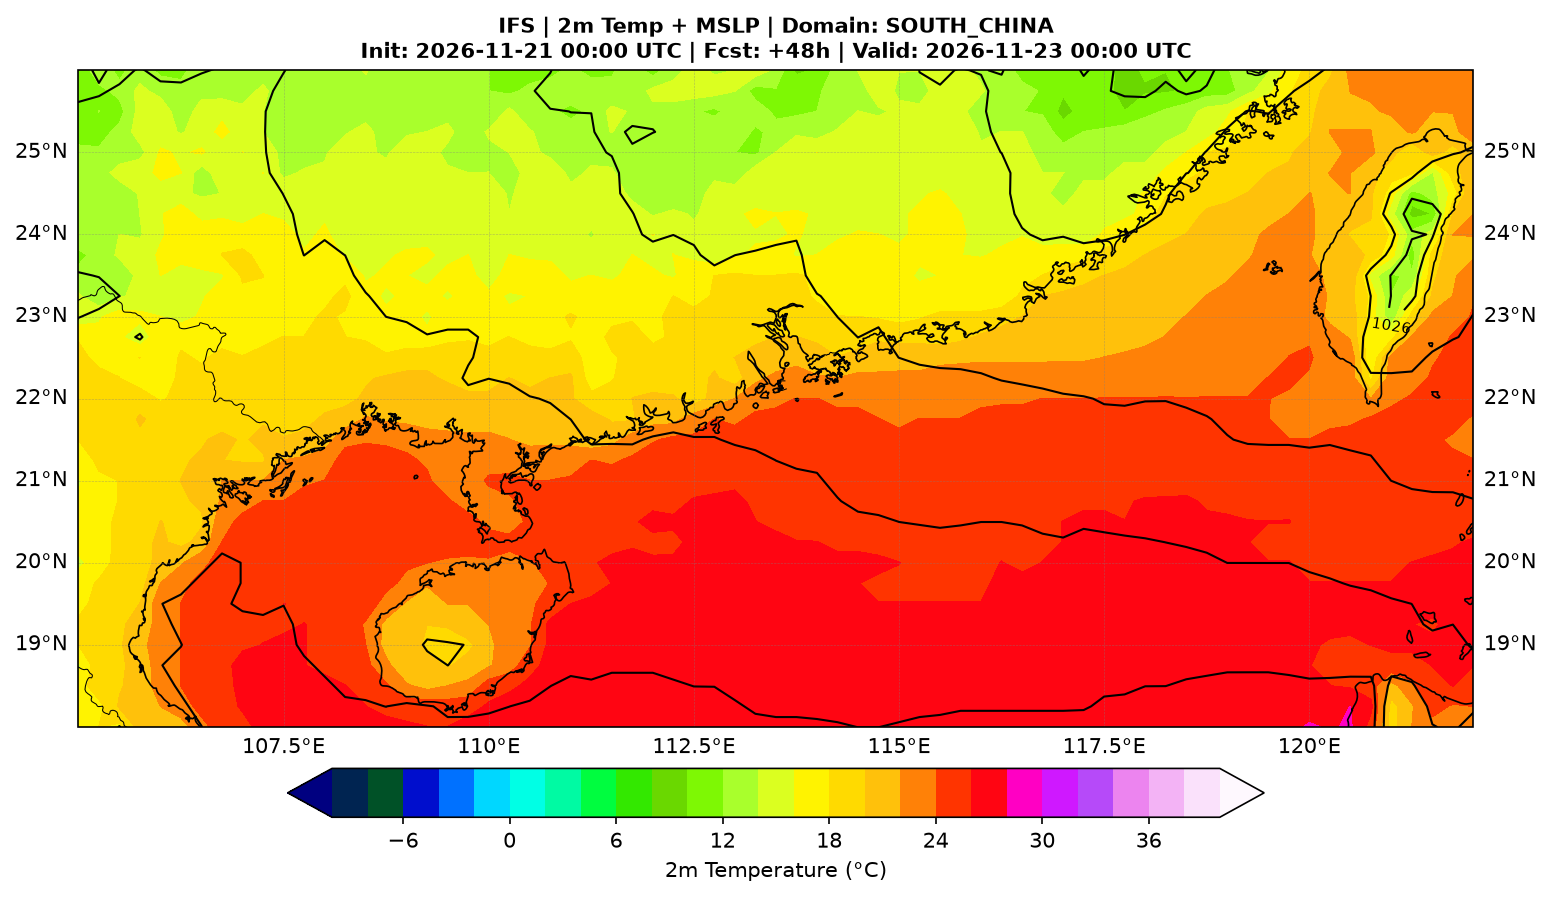 IFS | 2m Temp + MSLP | Domain: SOUTH_CHINA
Init: 2026-11-21 00:00 UTC | Fcst: +48h | Valid: 2026-11-23 00:00 UTC
25°N 25°N
24°N 24°N
23°N 23°N
1026
22°N 22°N
21°N 21°N
20°N 20°N
19°N 19°N
107.5°E 110°E 112.5°E 115°E 117.5°E 120°E
−6 0 6 12 18 24 30 36
2m Temperature (°C)